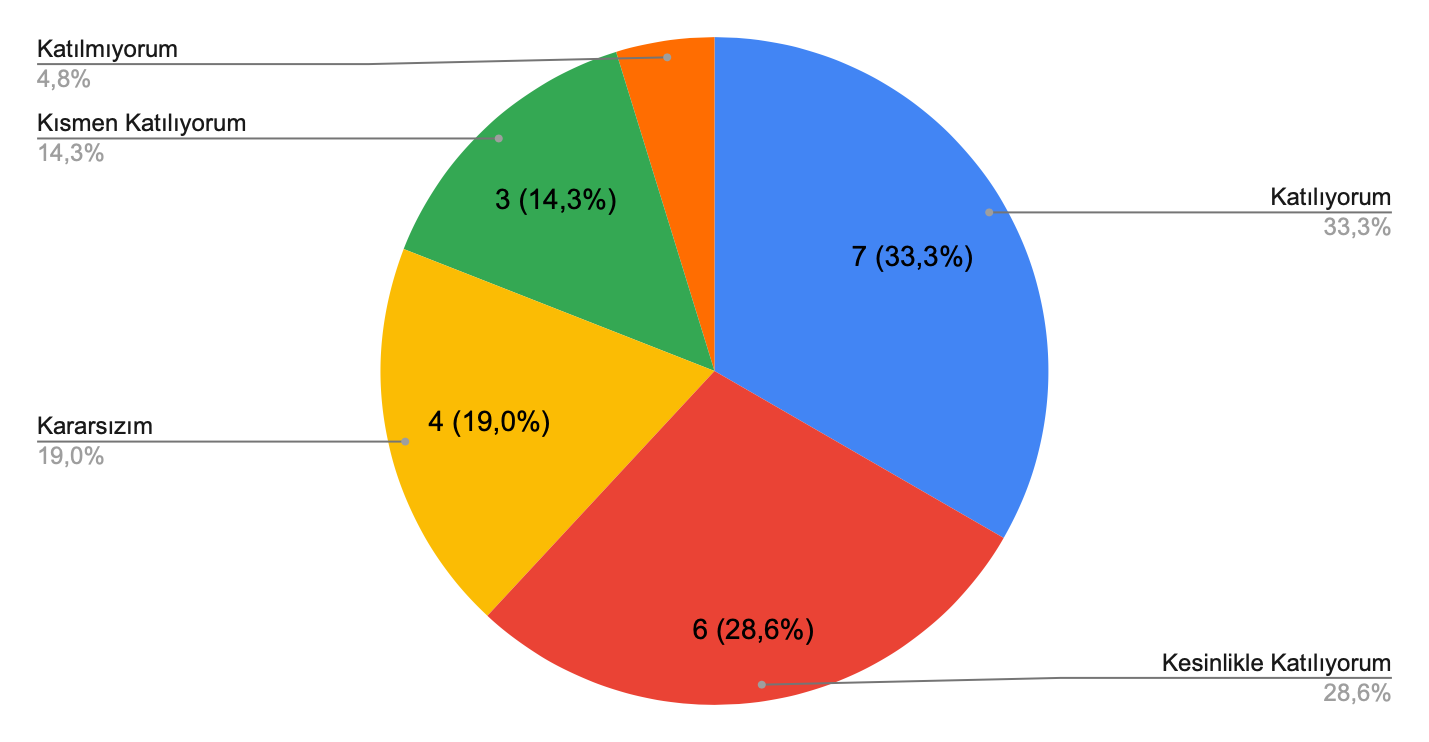 Katılmıyorum
4,8%
Kısmen Katılıyorum
14,3%
3 (14,3%)
Katılıyorum
33,3%
7 (33,3%)
Kararsızım
19,0%
4 (19,0%)
6 (28,6%)
Kesinlikle Katılıyorum
28,6%